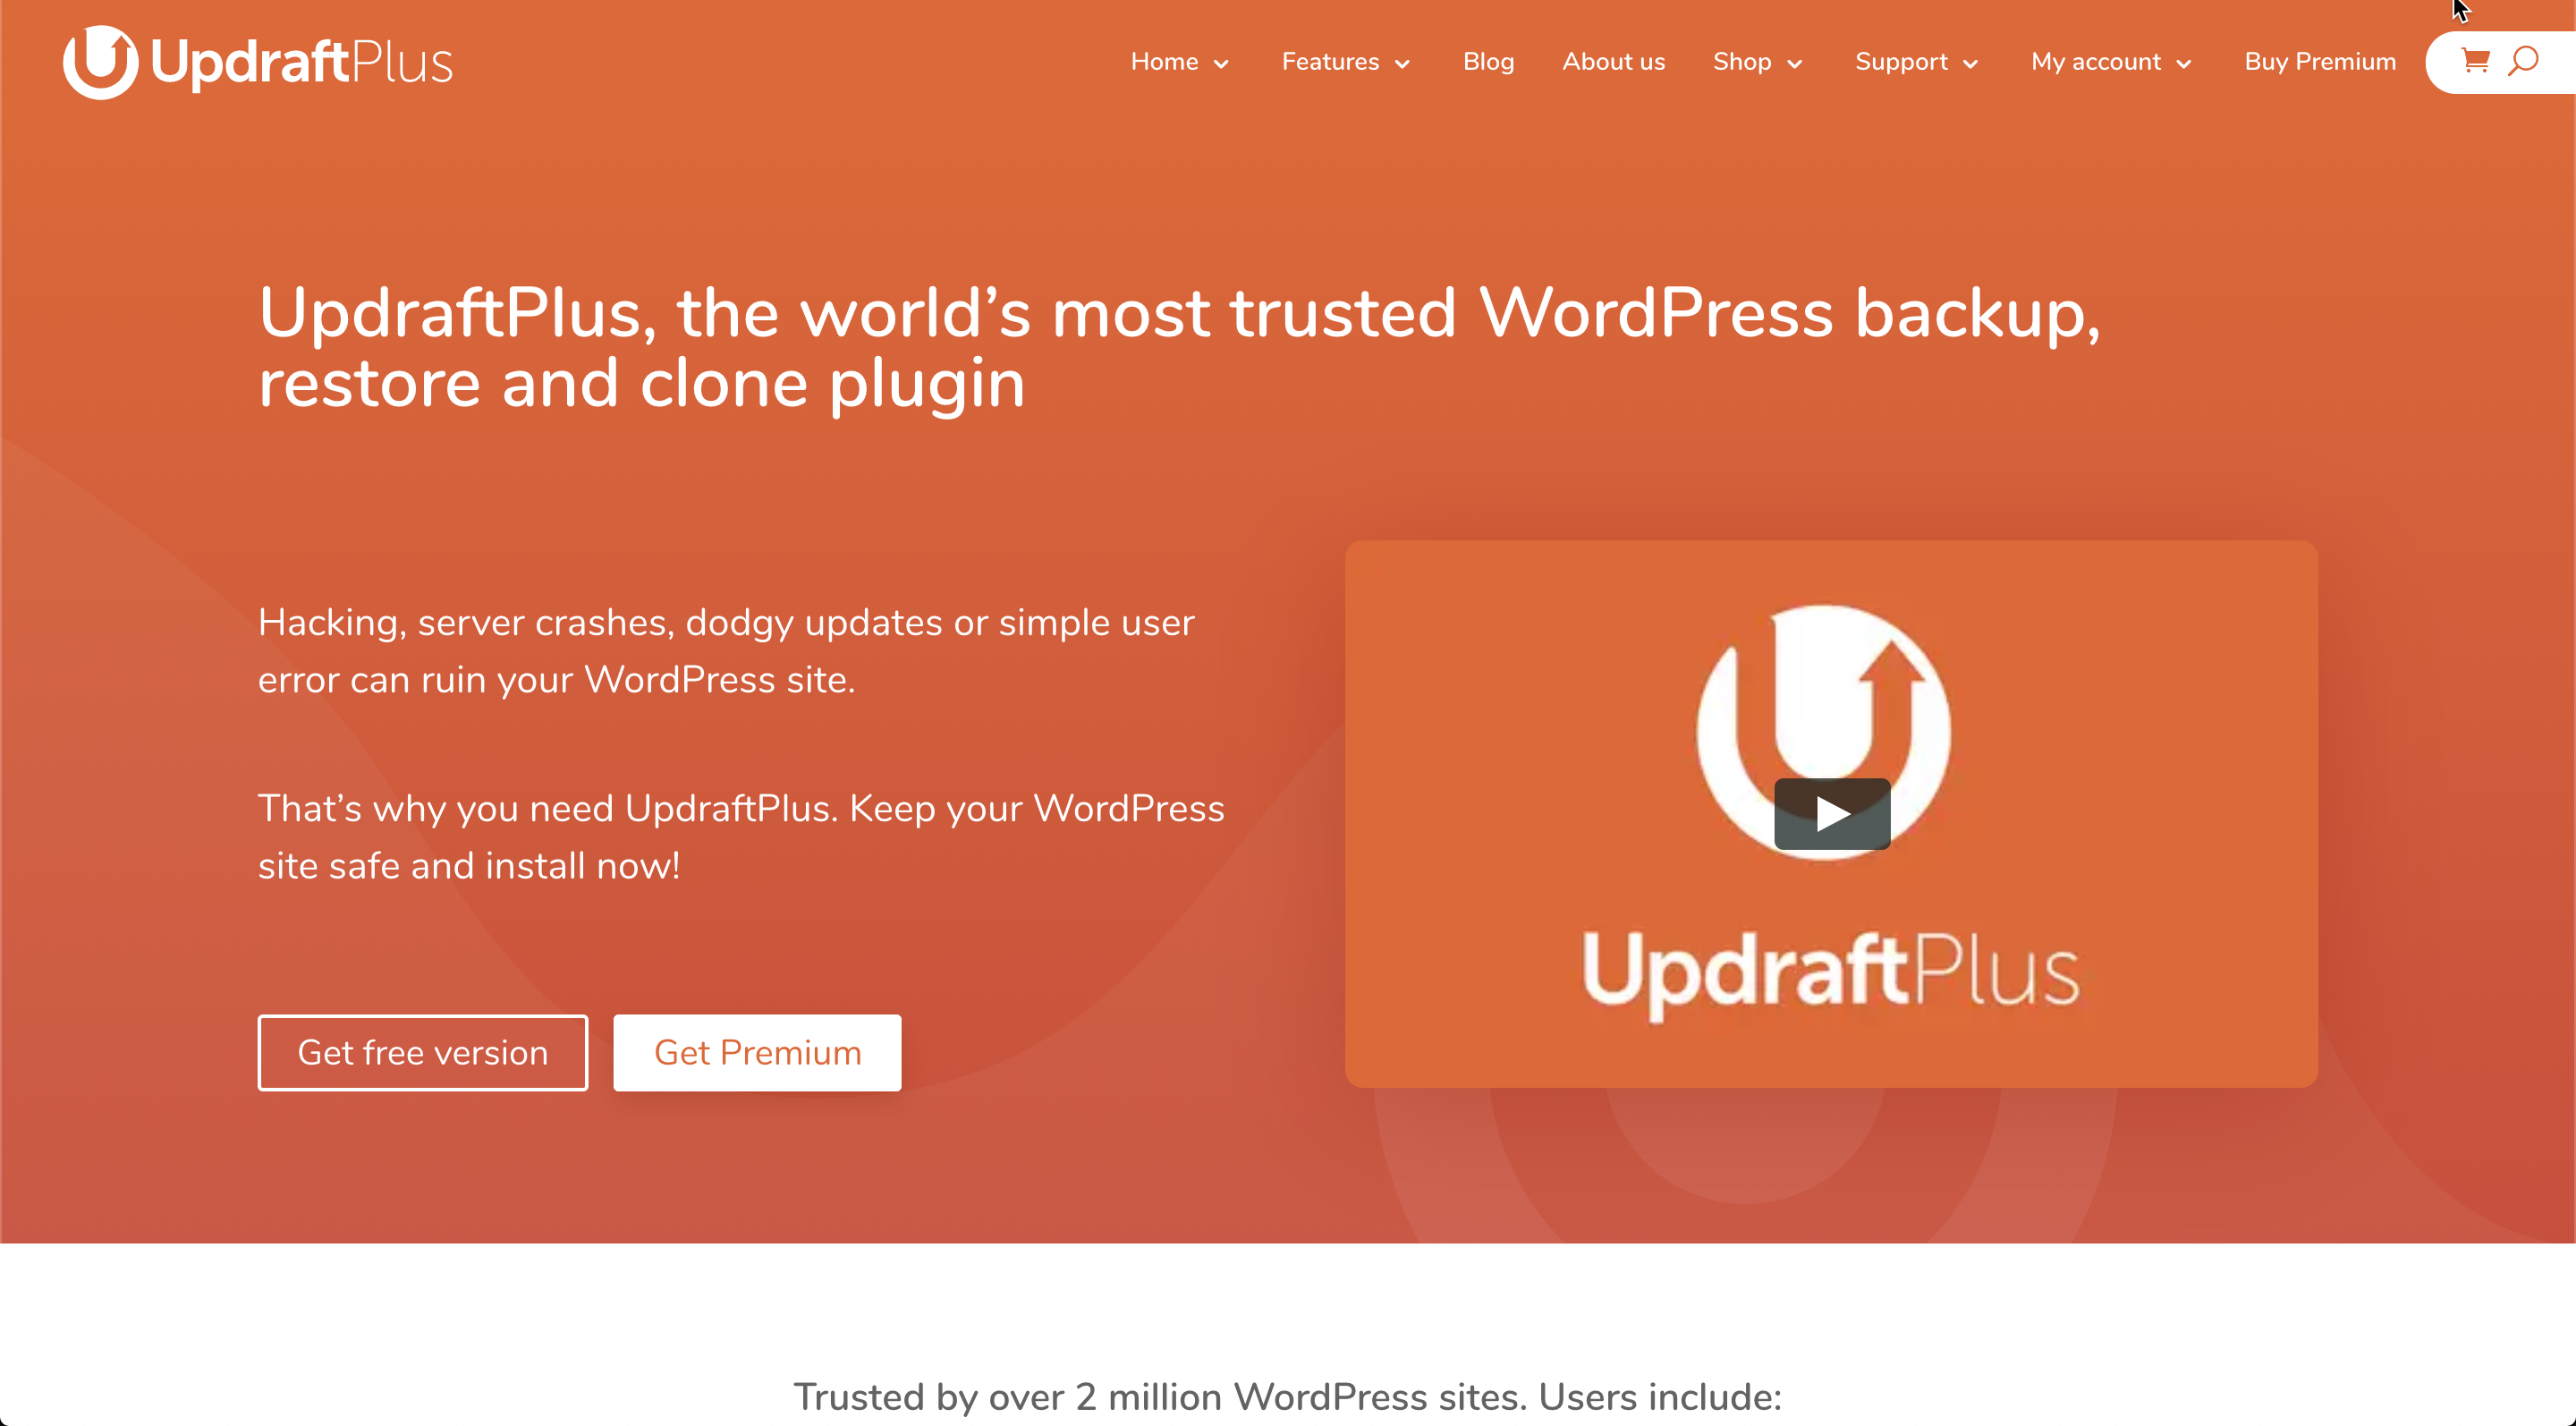 UpdraftPlus
Home
Features
Blog
About us
Shop
Support
My account
Buy Premium
UpdraftPlus, the world’s most trusted WordPress backup,
restore and clone plugin
Hacking, server crashes, dodgy updates or simple user
error can ruin your WordPress site.
That’s why you need UpdraftPlus. Keep your WordPress
site safe and install now!
Get free version
Get Premium
UpdraftPlus
Trusted by over 2 million WordPress sites. Users include: